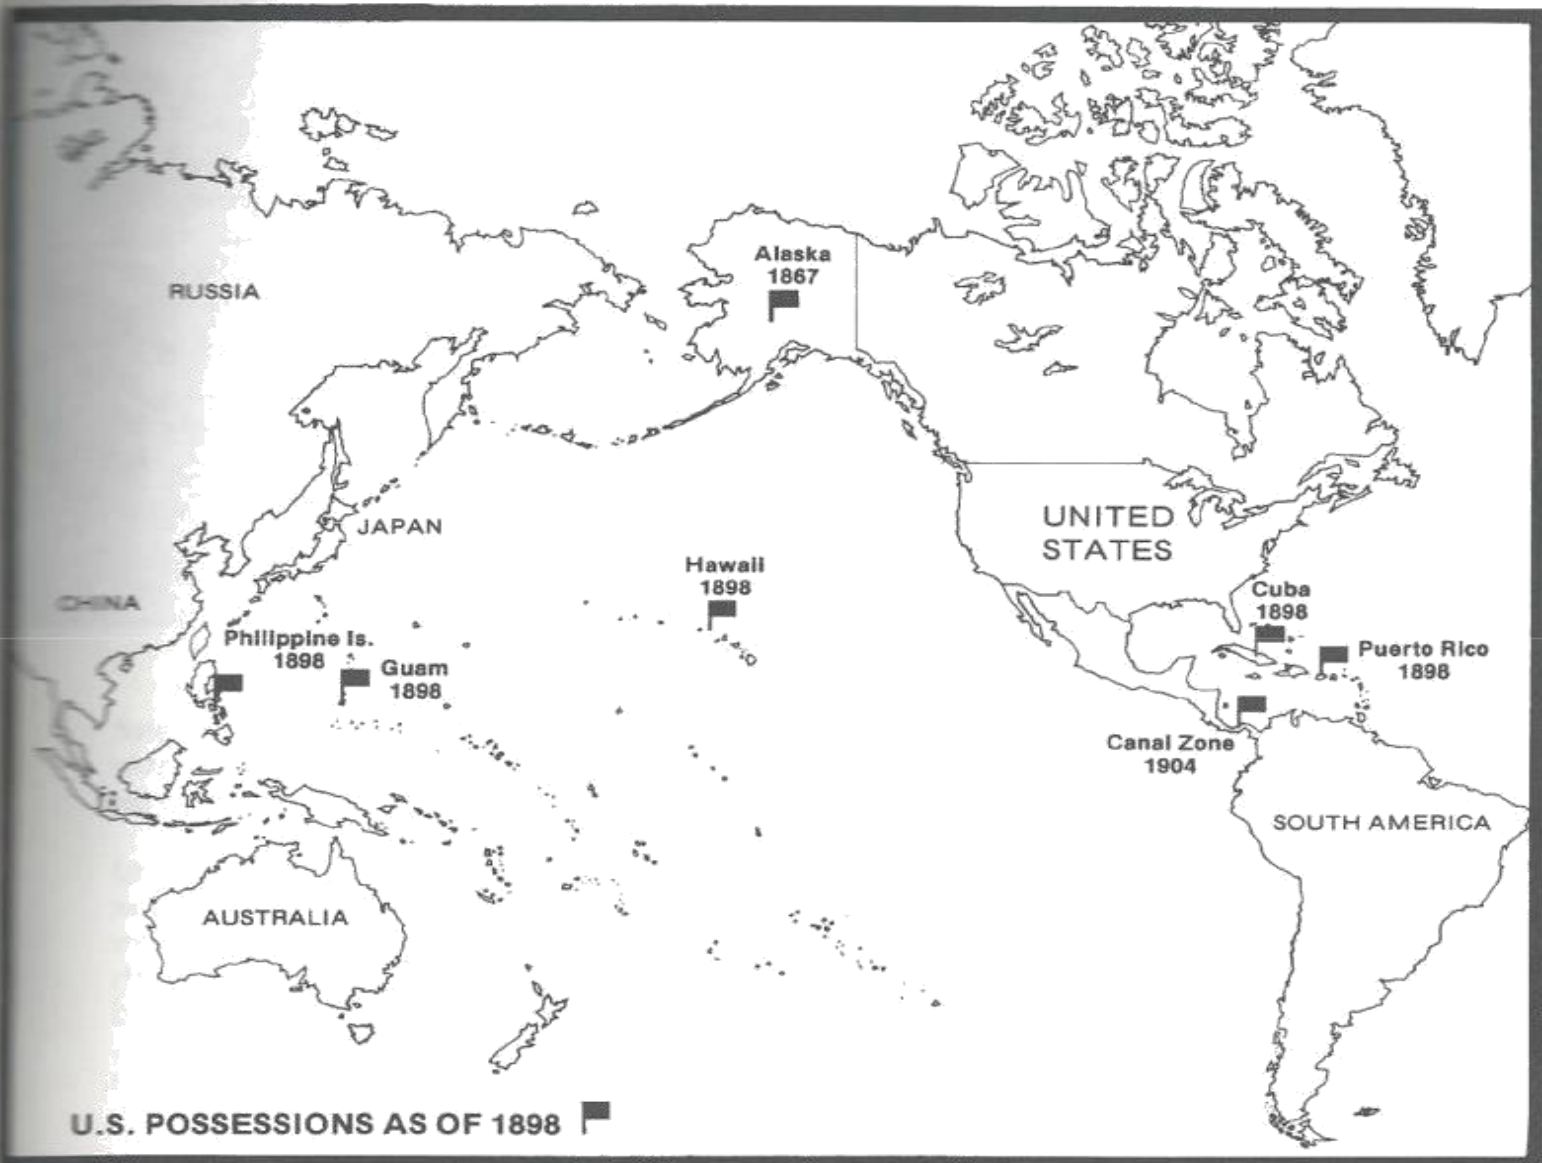 Alaska
1867
RUSSIA
JAPAN
UNITED
STATES
Hawaii
1898
CHINA
Cuba
1898
Philippine Is.
1898
Guam
1898
Puerto Rico
1898
Canal Zone
1904
SOUTH AMERICA
AUSTRALIA
U.S. POSSESSIONS AS OF 1898